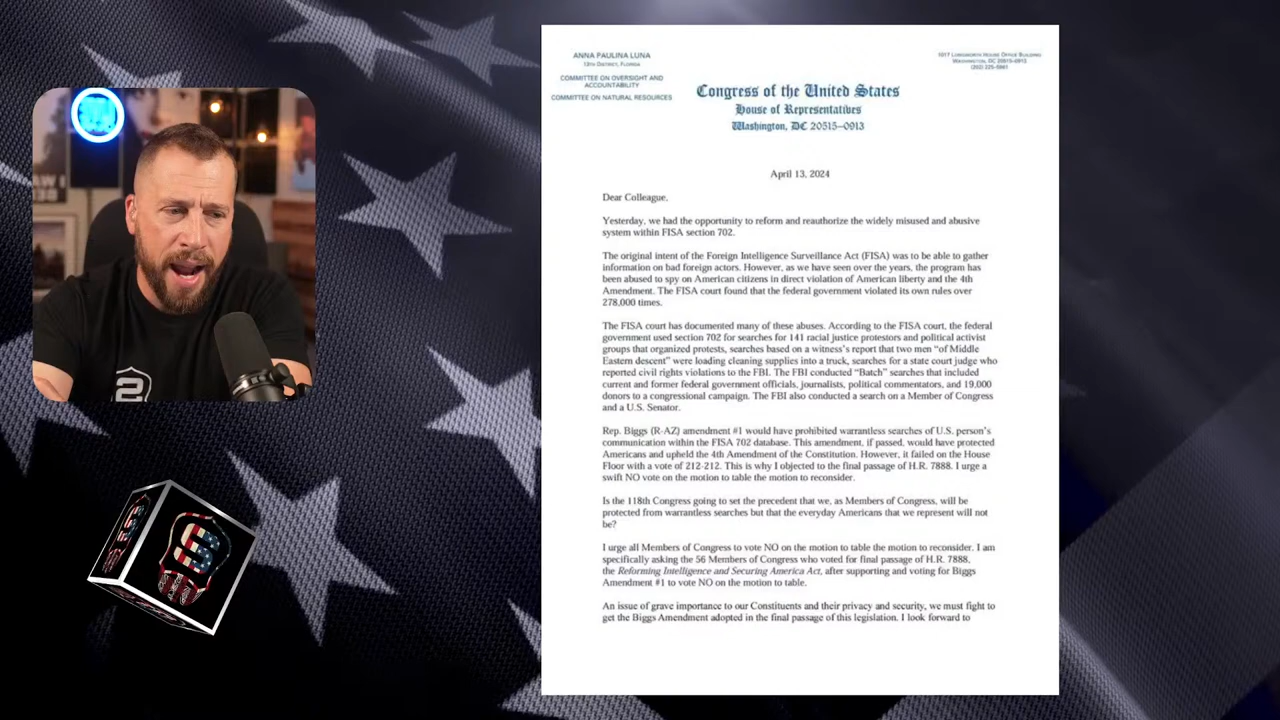 ANNA PAULINA LUNA
13TH DISTRICT, FLORIDA
COMMITTEE ON OVERSIGHT AND
ACCOUNTABILITY
COMMITTEE ON NATURAL RESOURCES
1017 LONGWORTH HOUSE OFFICE BUILDING
WASHINGTON, DC 20515–0913
(202) 225–5961
Congress of the United States
House of Representatives
Washington, DC 20515–0913
April 13, 2024
Dear Colleague,
Yesterday, we had the opportunity to reform and reauthorize the widely misused and abusive
system within FISA section 702.
The original intent of the Foreign Intelligence Surveillance Act (FISA) was to be able to gather
information on bad foreign actors. However, as we have seen over the years, the program has
been abused to spy on American citizens in direct violation of American liberty and the 4th
Amendment. The FISA court found that the federal government violated its own rules over
278,000 times.
The FISA court has documented many of these abuses. According to the FISA court, the federal
government used section 702 for searches for 141 racial justice protestors and political activist
groups that organized protests, searches based on a witness's report that two men “of Middle
Eastern descent” were loading cleaning supplies into a truck, searches for a state court judge who
reported civil rights violations to the FBI. The FBI conducted “Batch” searches that included
current and former federal government officials, journalists, political commentators, and 19,000
donors to a congressional campaign. The FBI also conducted a search on a Member of Congress
and a U.S. Senator.
Rep. Biggs (R-AZ) amendment #1 would have prohibited warrantless searches of U.S. person's
communication within the FISA 702 database. This amendment, if passed, would have protected
Americans and upheld the 4th Amendment of the Constitution. However, it failed on the House
Floor with a vote of 212-212. This is why I objected to the final passage of H.R. 7888. I urge a
swift NO vote on the motion to table the motion to reconsider.
Is the 118th Congress going to set the precedent that we, as Members of Congress, will be
protected from warrantless searches but that the everyday Americans that we represent will not
be?
I urge all Members of Congress to vote NO on the motion to table the motion to reconsider. I am
specifically asking the 56 Members of Congress who voted for final passage of H.R. 7888,
the Reforming Intelligence and Securing America Act, after supporting and voting for Biggs
Amendment #1 to vote NO on the motion to table.
An issue of grave importance to our Constituents and their privacy and security, we must fight to
get the Biggs Amendment adopted in the final passage of this legislation. I look forward to